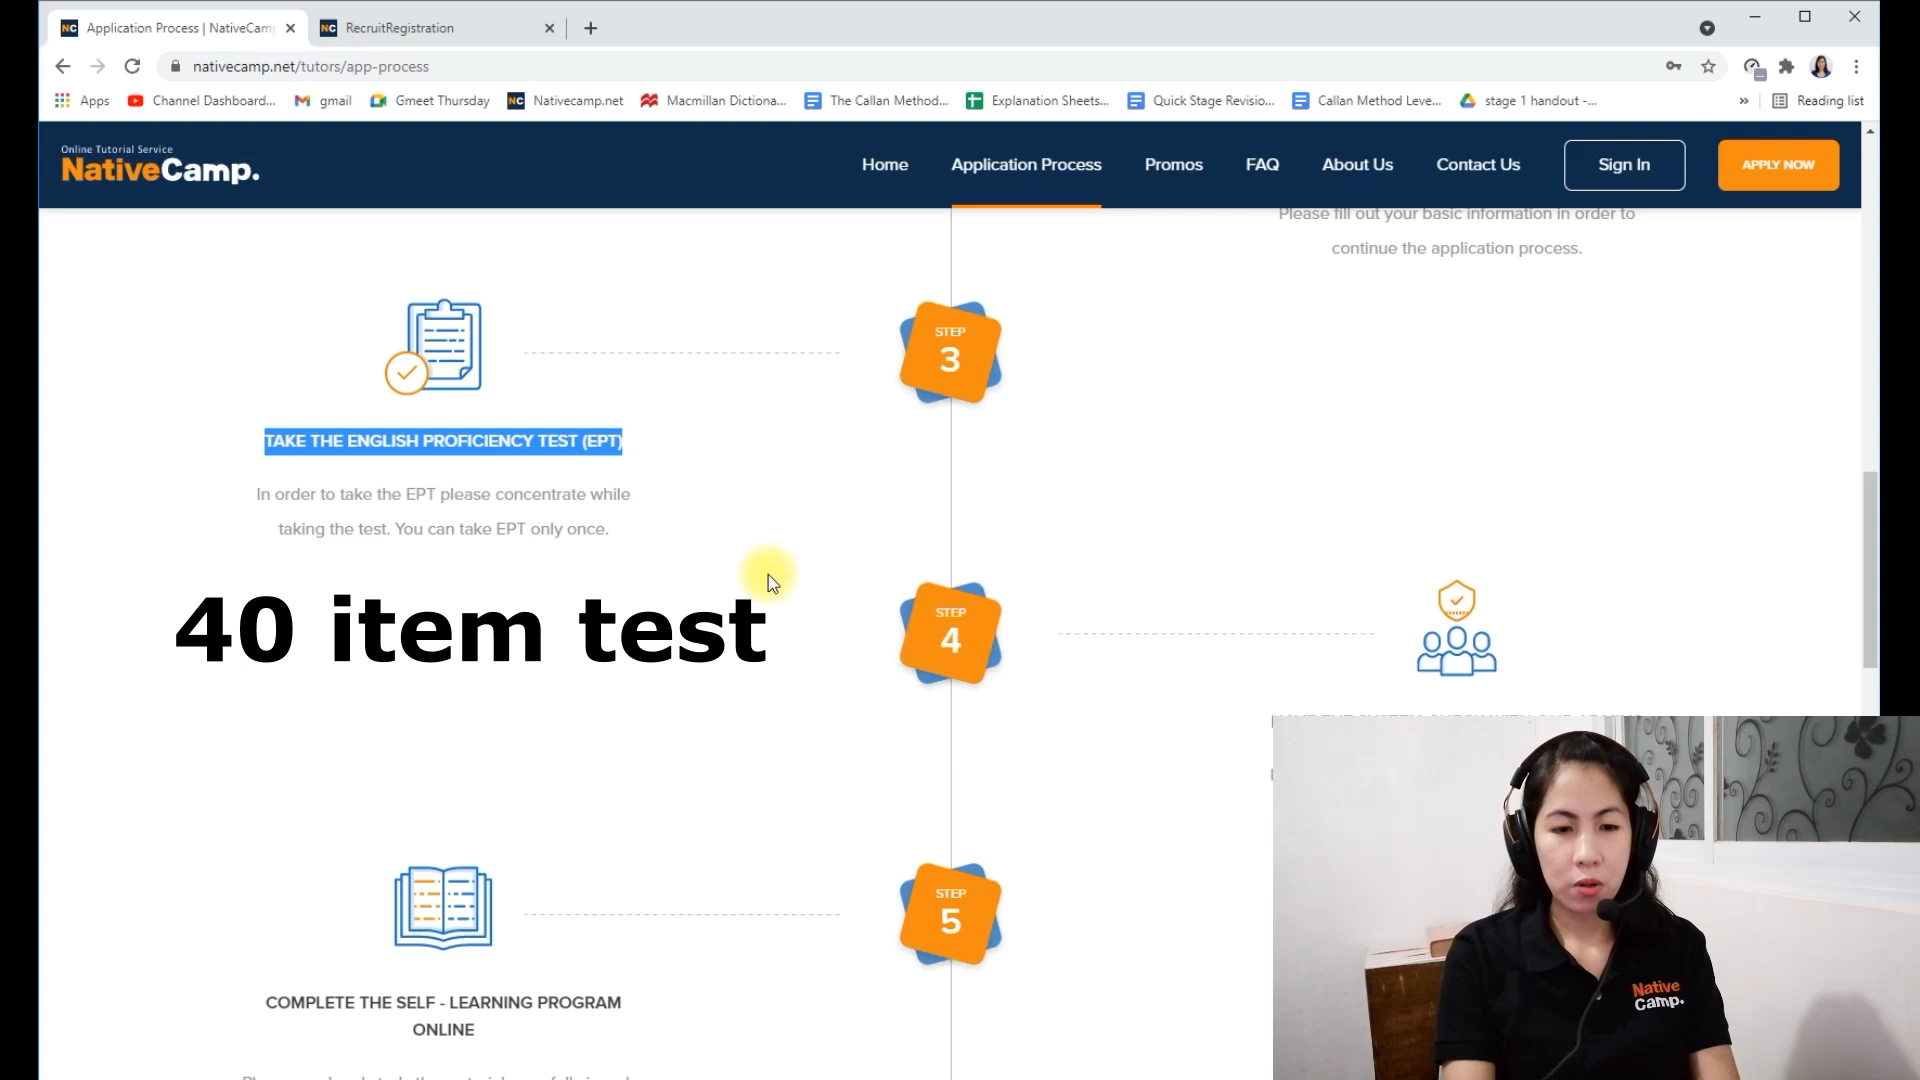 Application Process | NativeCam
RecruitRegistration
nativecamp.net/tutors/app-process
Apps
Channel Dashboard...
gmail
Gmeet Thursday
Nativecamp.net
Macmillan Dictiona...
The Callan Method...
Explanation Sheets...
Quick Stage Revisio...
Callan Method Leve...
stage 1 handout -...
»
Reading list
Online Tutorial Service
NativeCamp.
Home
Application Process
Promos
FAQ
About Us
Contact Us
Sign In
APPLY NOW
Please fill out your basic information in order to
continue the application process.
STEP
3
TAKE THE ENGLISH PROFICIENCY TEST (EPT)
In order to take the EPT please concentrate while
taking the test. You can take EPT only once.
40 item test
STEP
4
STEP
5
COMPLETE THE SELF - LEARNING PROGRAM
ONLINE
Native
Camp.